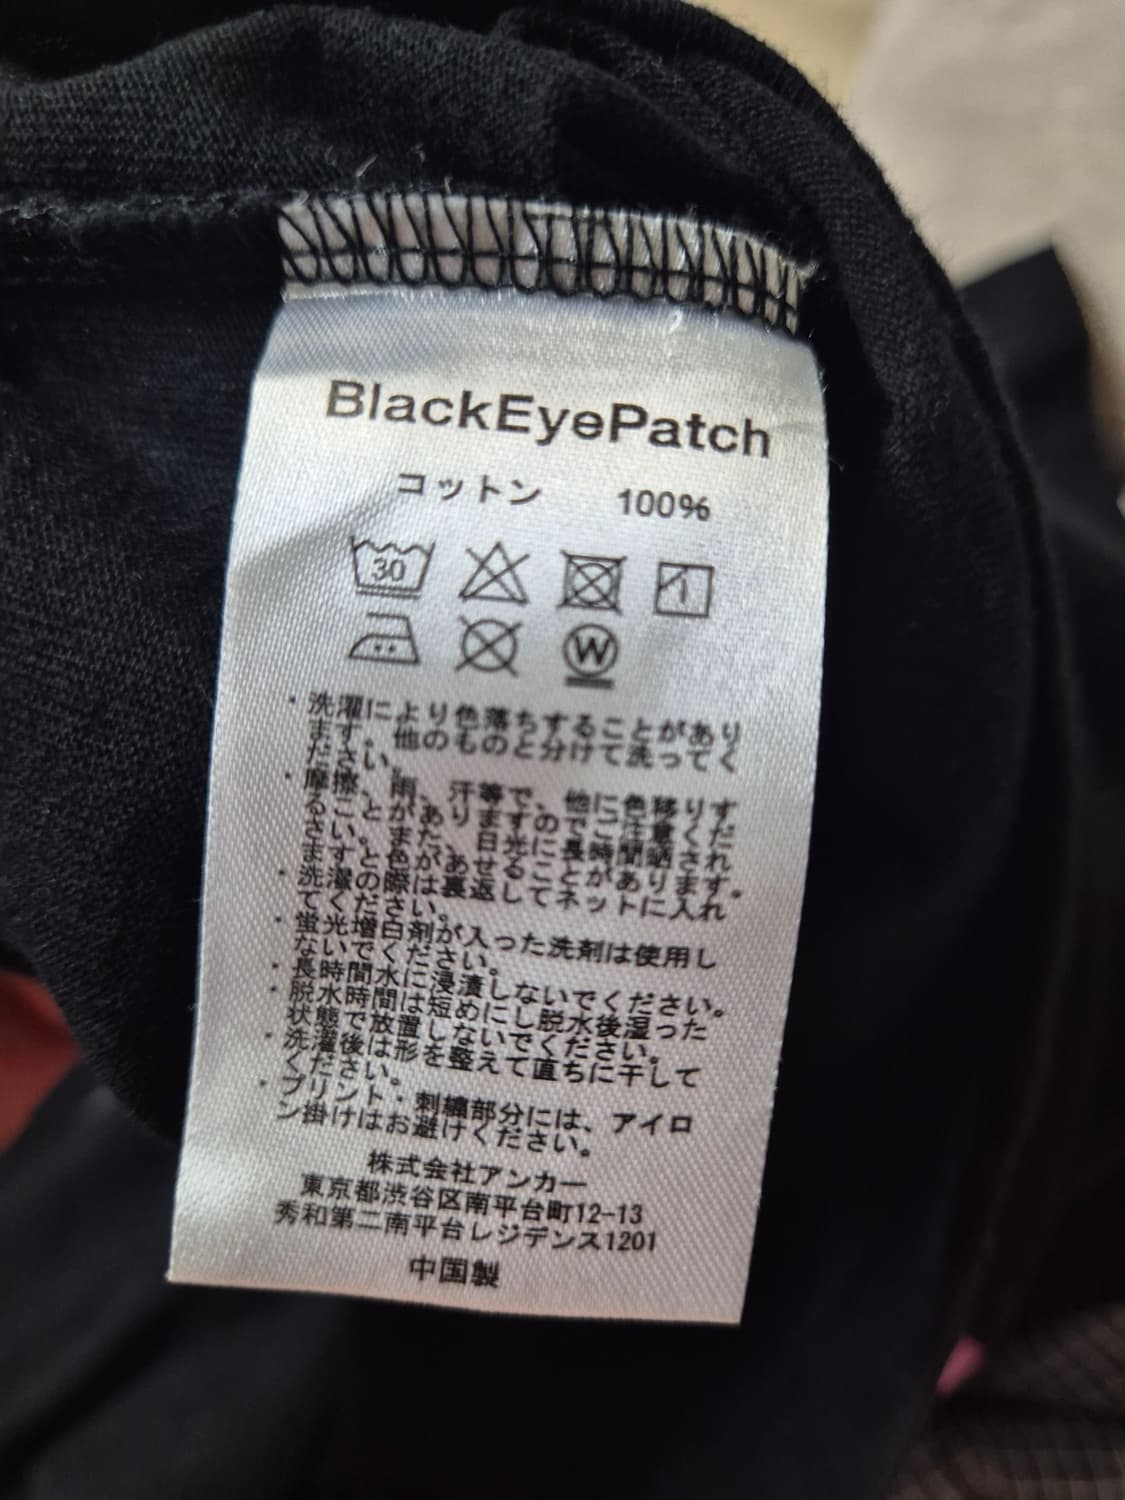 BlackEyePatch
コットン 100%
30
W
・洗濯により色落ちすることがあり
ます。他のものと分けて洗ってく
ださい。
・摩擦、雨、汗等で、他に色移りす
ることがありますのでご注意くだ
さい。また、日光に長時間晒され
ますと色があせることがあります。
・洗濯の際は裏返してネットに入れ
てください。
・蛍光増白剤が入った洗剤は使用し
ないでください。
・長時間水に浸漬しないでください。
・脱水時間は短めにし脱水後湿った
状態で放置しないでください。
・洗濯後は形を整えて直ちに干して
ください。
・プリント・刺繍部分には、アイロ
ン掛けはお避けください。
株式会社アンカー
東京都渋谷区南平台町12-13
秀和第二南平台レジデンス1201
中国製